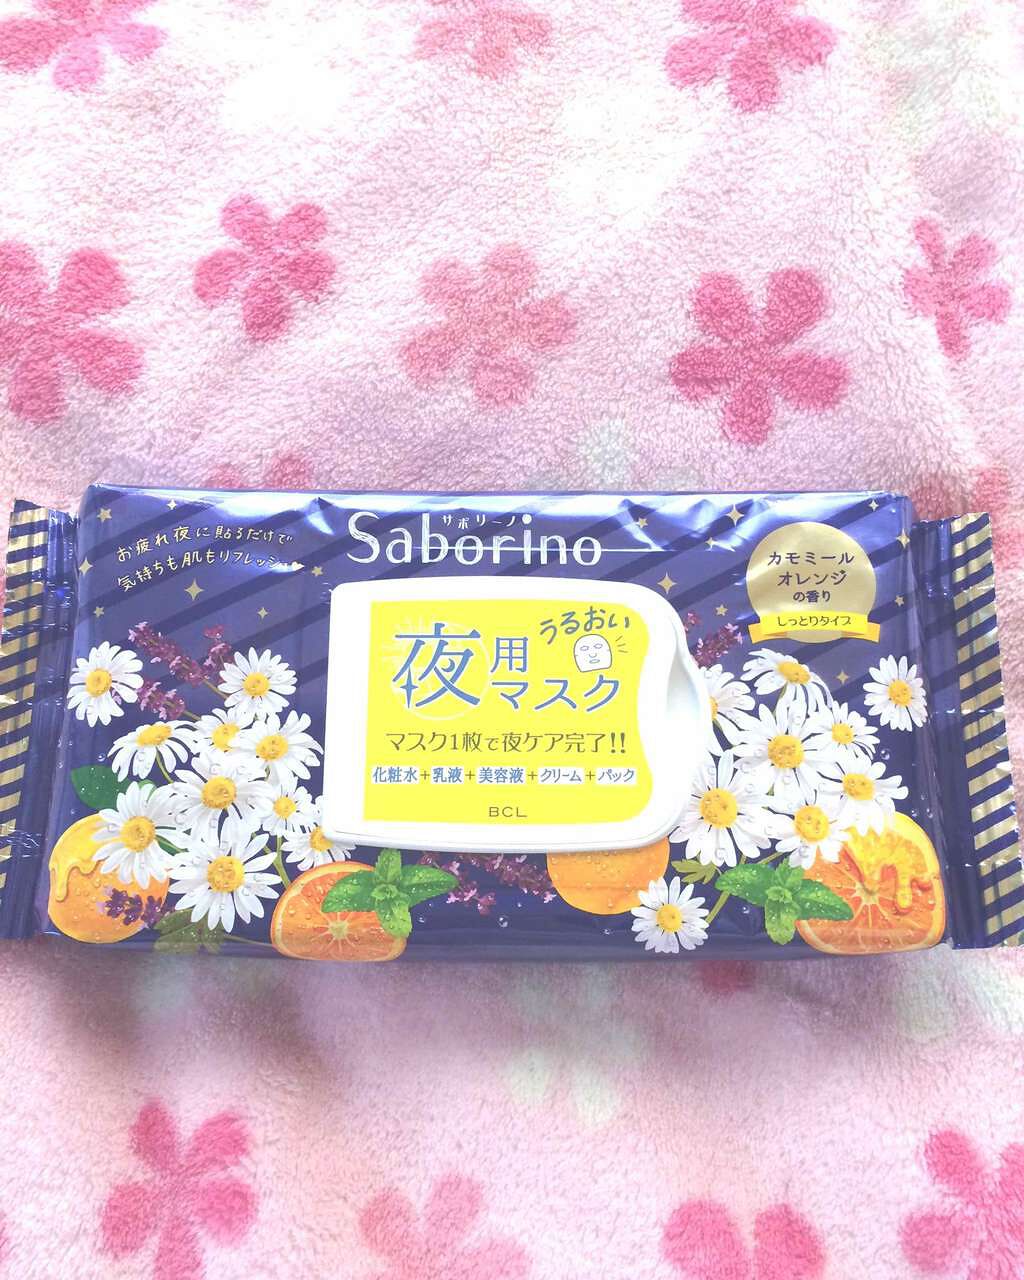 サボリーノ
Saborino
お疲れ夜に貼るだけで
気持ちも肌もリフレッシュ
カモミール
オレンジ
の香り
しっとりタイプ
うるおい
夜用
マスク
マスク1枚で夜ケア完了!!
化粧水+乳液+美容液+クリーム+パック
BCL